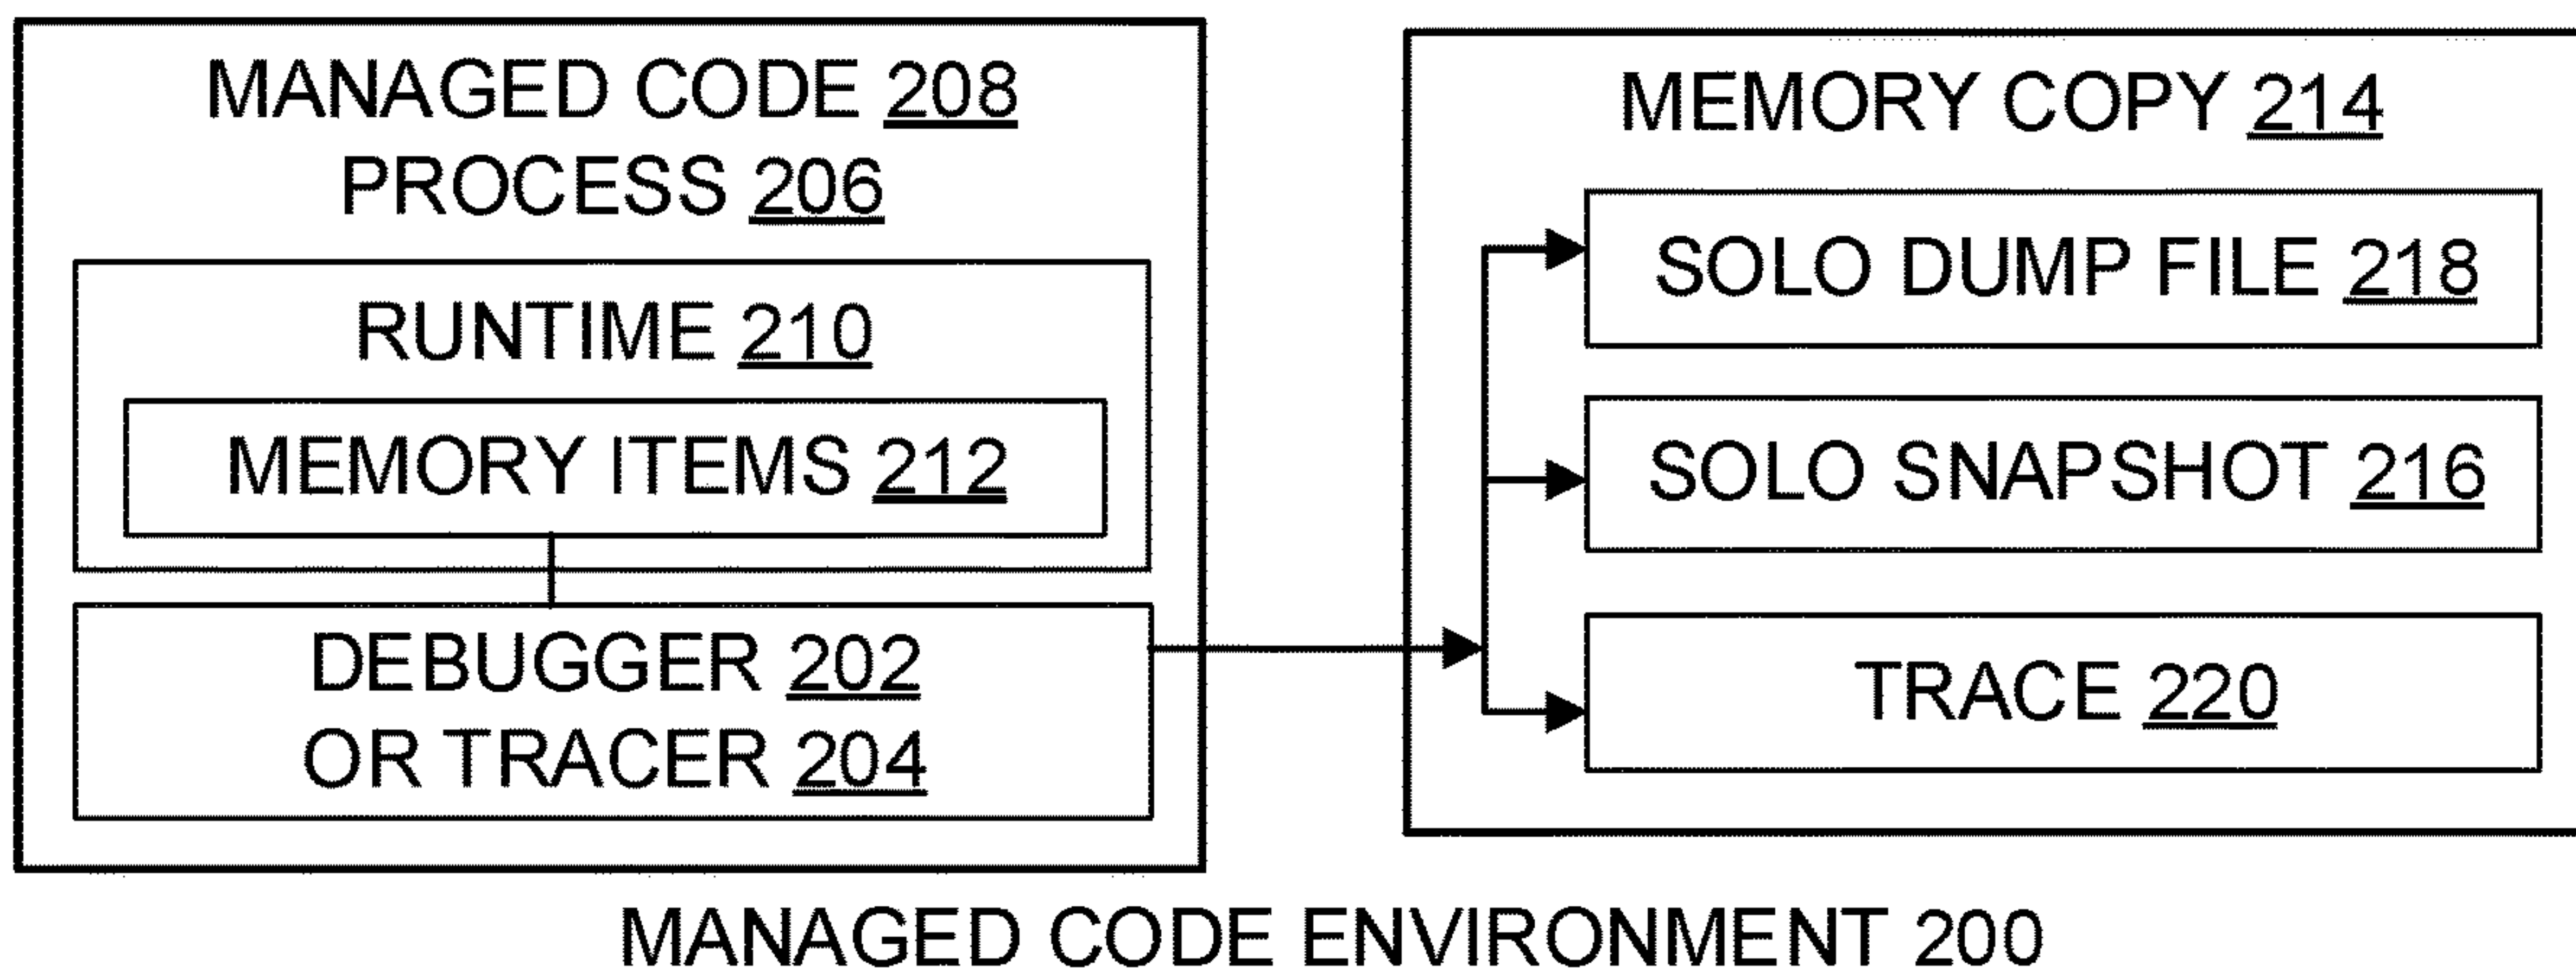 MANAGED CODE 208
PROCESS 206
RUNTIME 210
MEMORY ITEMS 212
DEBUGGER 202
OR TRACER 204
MEMORY COPY 214
SOLO DUMP FILE 218
SOLO SNAPSHOT 216
TRACE 220
MANAGED CODE ENVIRONMENT 200